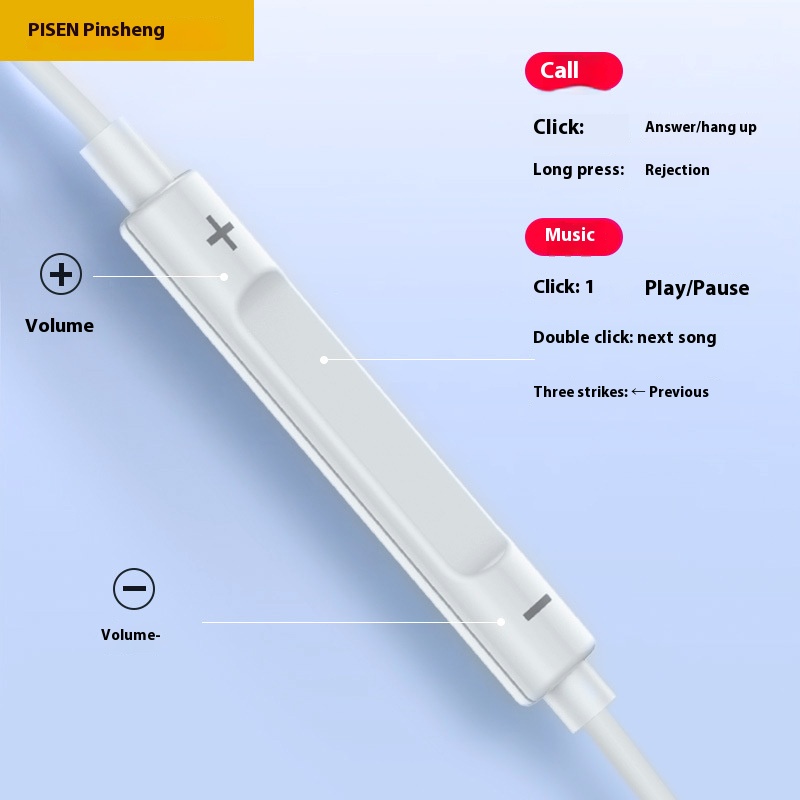 PISEN Pinsheng
Call
Click: Answer/hang up
Long press: Rejection
Music
Click: 1 Play/Pause
Double click: next song
Three strikes: ← Previous
+
Volume
−
Volume-